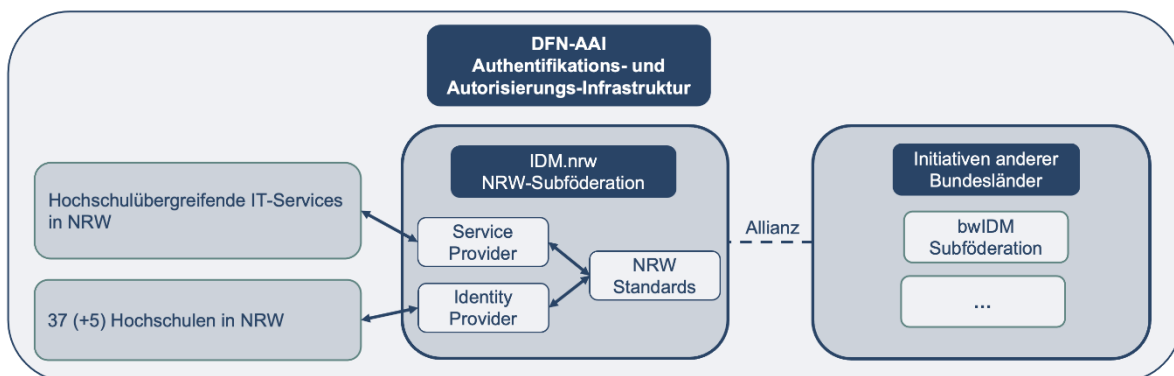 DFN-AAI
Authentifikations- und
Autorisierungs-Infrastruktur
Hochschulübergreifende IT-Services
in NRW
37 (+5) Hochschulen in NRW
IDM.nrw
NRW-Subföderation
Service
Provider
Identity
Provider
NRW
Standards
Allianz
Initiativen anderer
Bundesländer
bwIDM
Subföderation
...